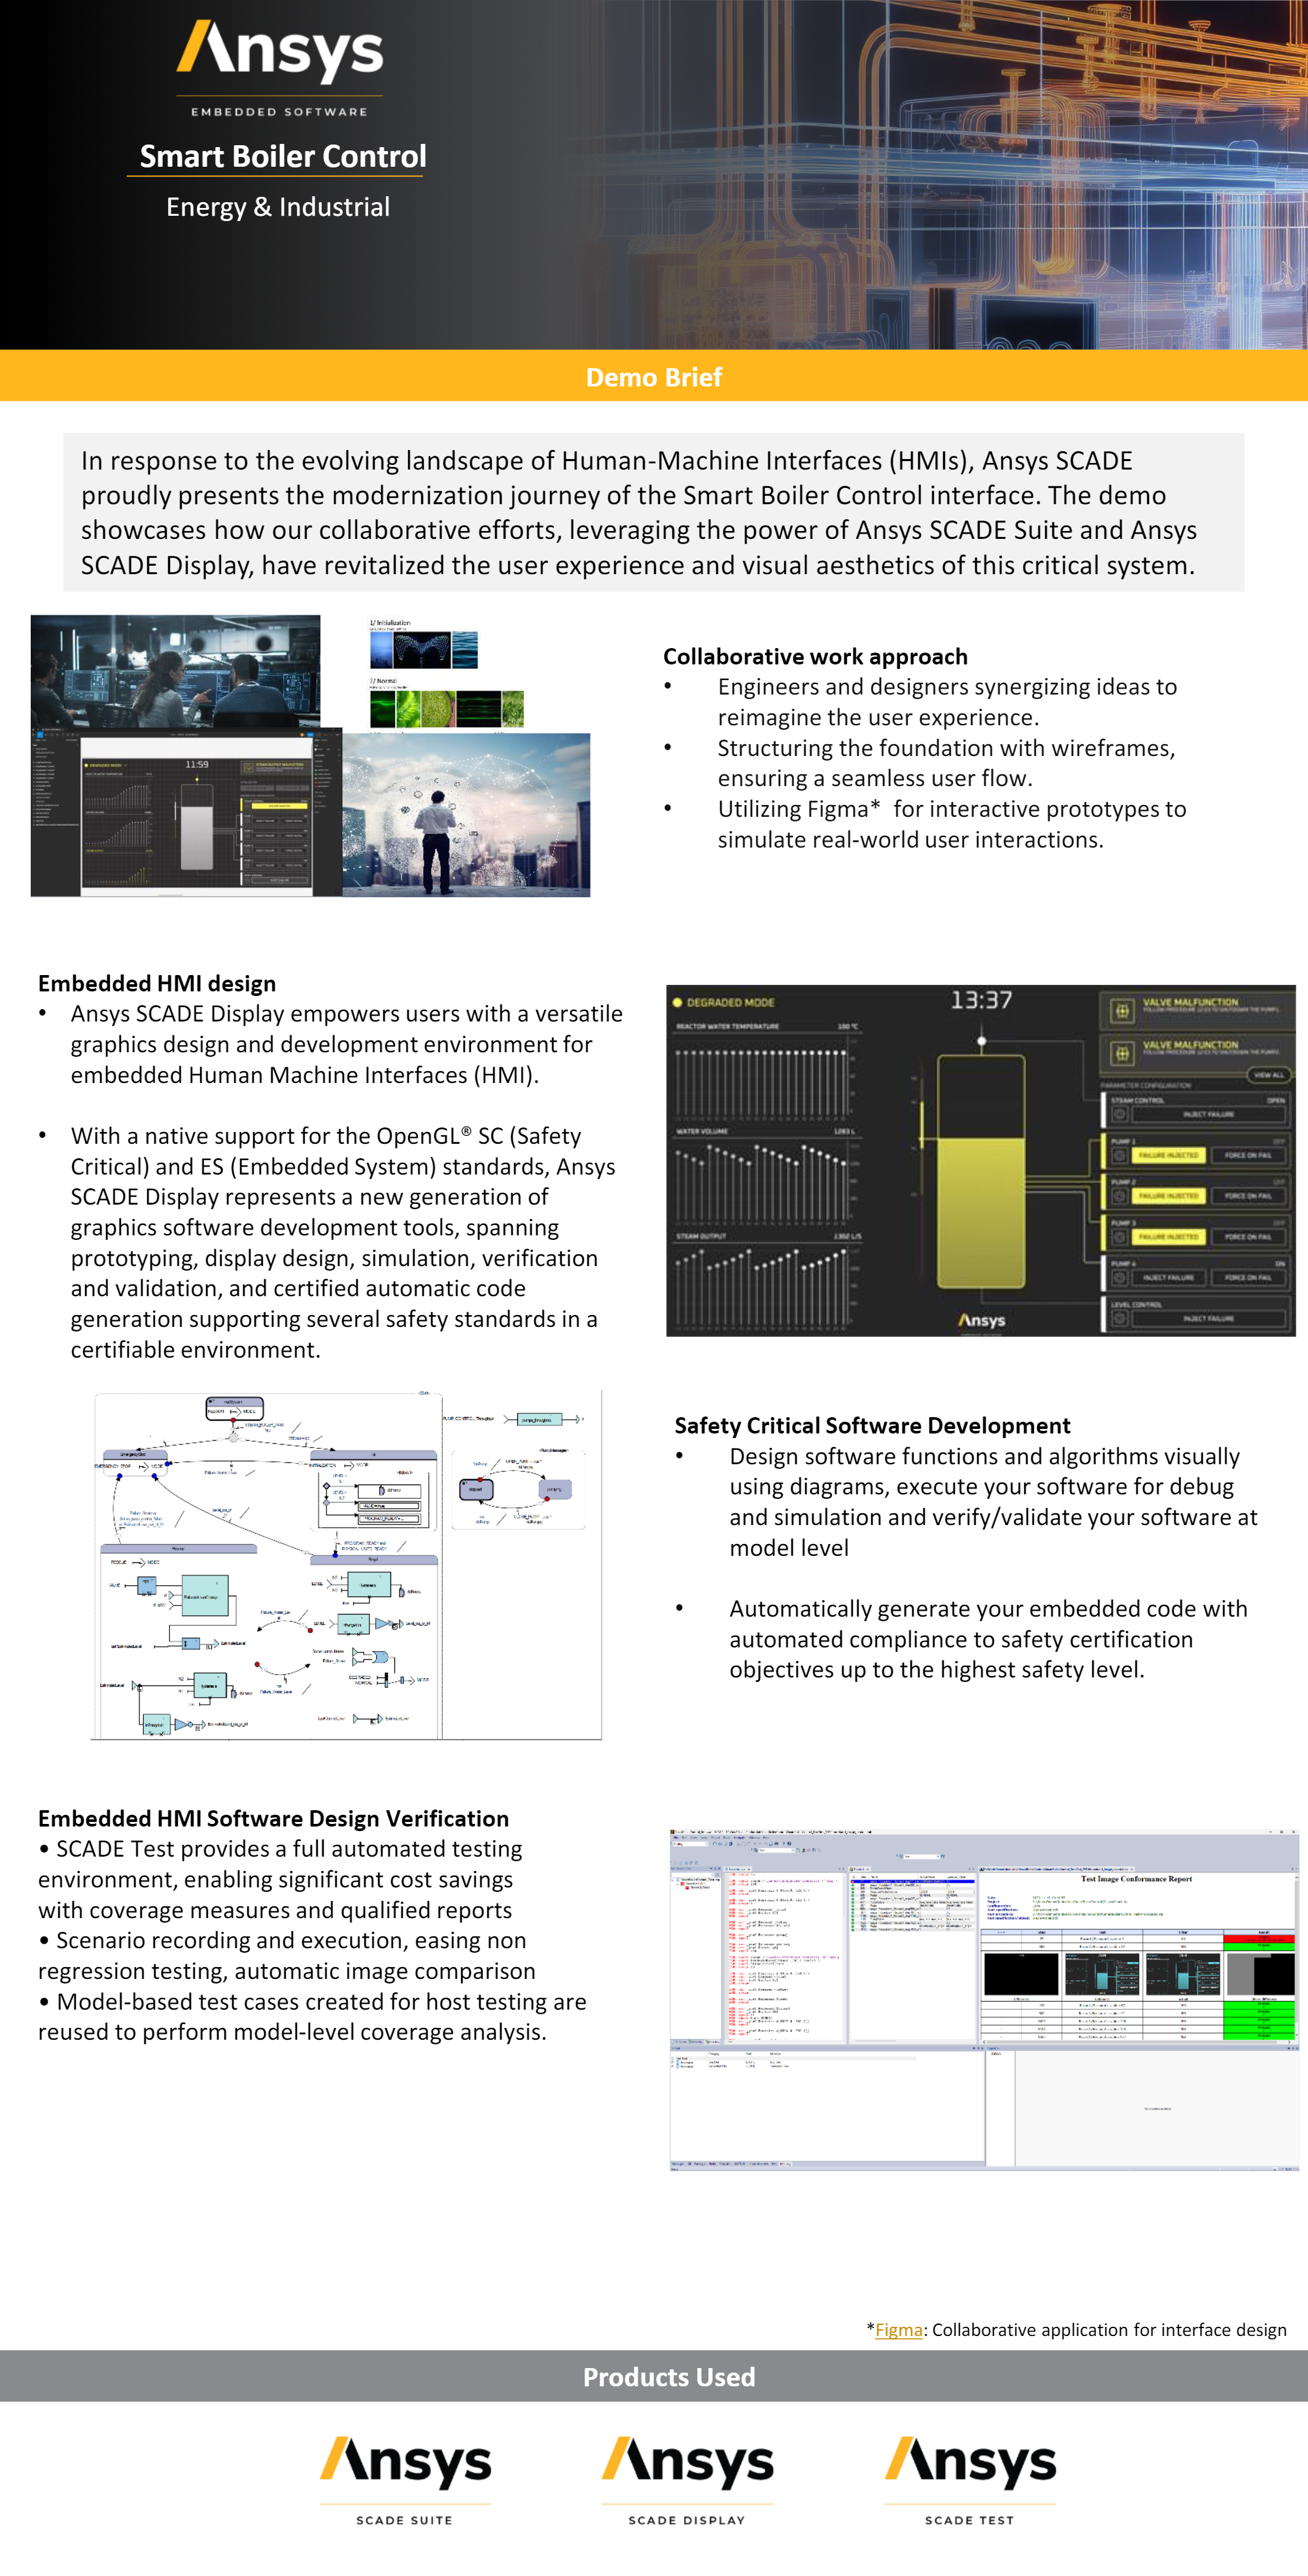 Ansys
EMBEDDED SOFTWARE
Smart Boiler Control
Energy & Industrial
Demo Brief
In response to the evolving landscape of Human-Machine Interfaces (HMIs), Ansys SCADE
proudly presents the modernization journey of the Smart Boiler Control interface. The demo
showcases how our collaborative efforts, leveraging the power of Ansys SCADE Suite and Ansys
SCADE Display, have revitalized the user experience and visual aesthetics of this critical system.
1/ Initialization
2/ Normal
DEGRADED MODE
11:59
STEAM OUTPUT MALFUNCTION
Collaborative work approach
• Engineers and designers synergizing ideas to
reimagine the user experience.
• Structuring the foundation with wireframes,
ensuring a seamless user flow.
• Utilizing Figma* for interactive prototypes to
simulate real-world user interactions.
Embedded HMI design
• Ansys SCADE Display empowers users with a versatile
graphics design and development environment for
embedded Human Machine Interfaces (HMI).
• With a native support for the OpenGL® SC (Safety
Critical) and ES (Embedded System) standards, Ansys
SCADE Display represents a new generation of
graphics software development tools, spanning
prototyping, display design, simulation, verification
and validation, and certified automatic code
generation supporting several safety standards in a
certifiable environment.
DEGRADED MODE
13:37
REACTOR WATER TEMPERATURE 100 °C
WATER VOLUME
STEAM OUTPUT
VALVE MALFUNCTION
VALVE MALFUNCTION
VIEW ALL
PARAMETER CONFIGURATION
STEAM CONTROL OPEN
INJECT FAILURE
PUMP 1 OFF
FAILURE INJECTED FORCE ON FAIL
PUMP 2 OFF
FAILURE INJECTED FORCE ON FAIL
PUMP 3 OFF
FAILURE INJECTED FORCE ON FAIL
PUMP 4 ON
INJECT FAILURE FORCE ON FAIL
LEVEL CONTROL
INJECT FAILURE
Ansys
Safety Critical Software Development
• Design software functions and algorithms visually
using diagrams, execute your software for debug
and simulation and verify/validate your software at
model level
• Automatically generate your embedded code with
automated compliance to safety certification
objectives up to the highest safety level.
Embedded HMI Software Design Verification
• SCADE Test provides a full automated testing
environment, enabling significant cost savings
with coverage measures and qualified reports
• Scenario recording and execution, easing non
regression testing, automatic image comparison
• Model-based test cases created for host testing are
reused to perform model-level coverage analysis.
Test Image Conformance Report
*Figma: Collaborative application for interface design
Products Used
Ansys
SCADE SUITE
Ansys
SCADE DISPLAY
Ansys
SCADE TEST